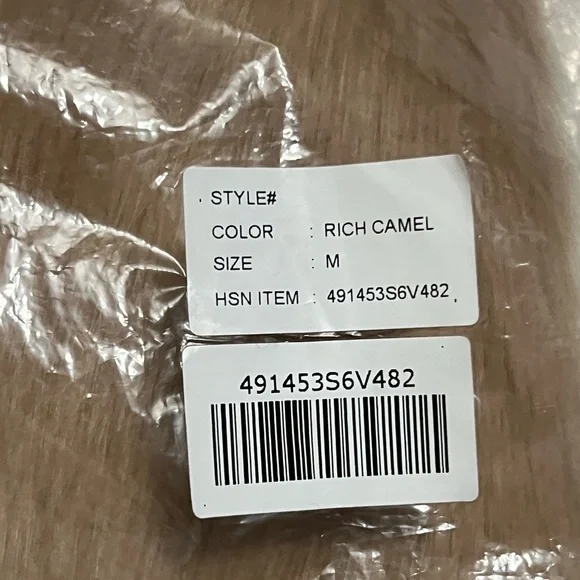 STYLE#
COLOR : RICH CAMEL
SIZE : M
HSN ITEM : 491453S6V482
491453S6V482